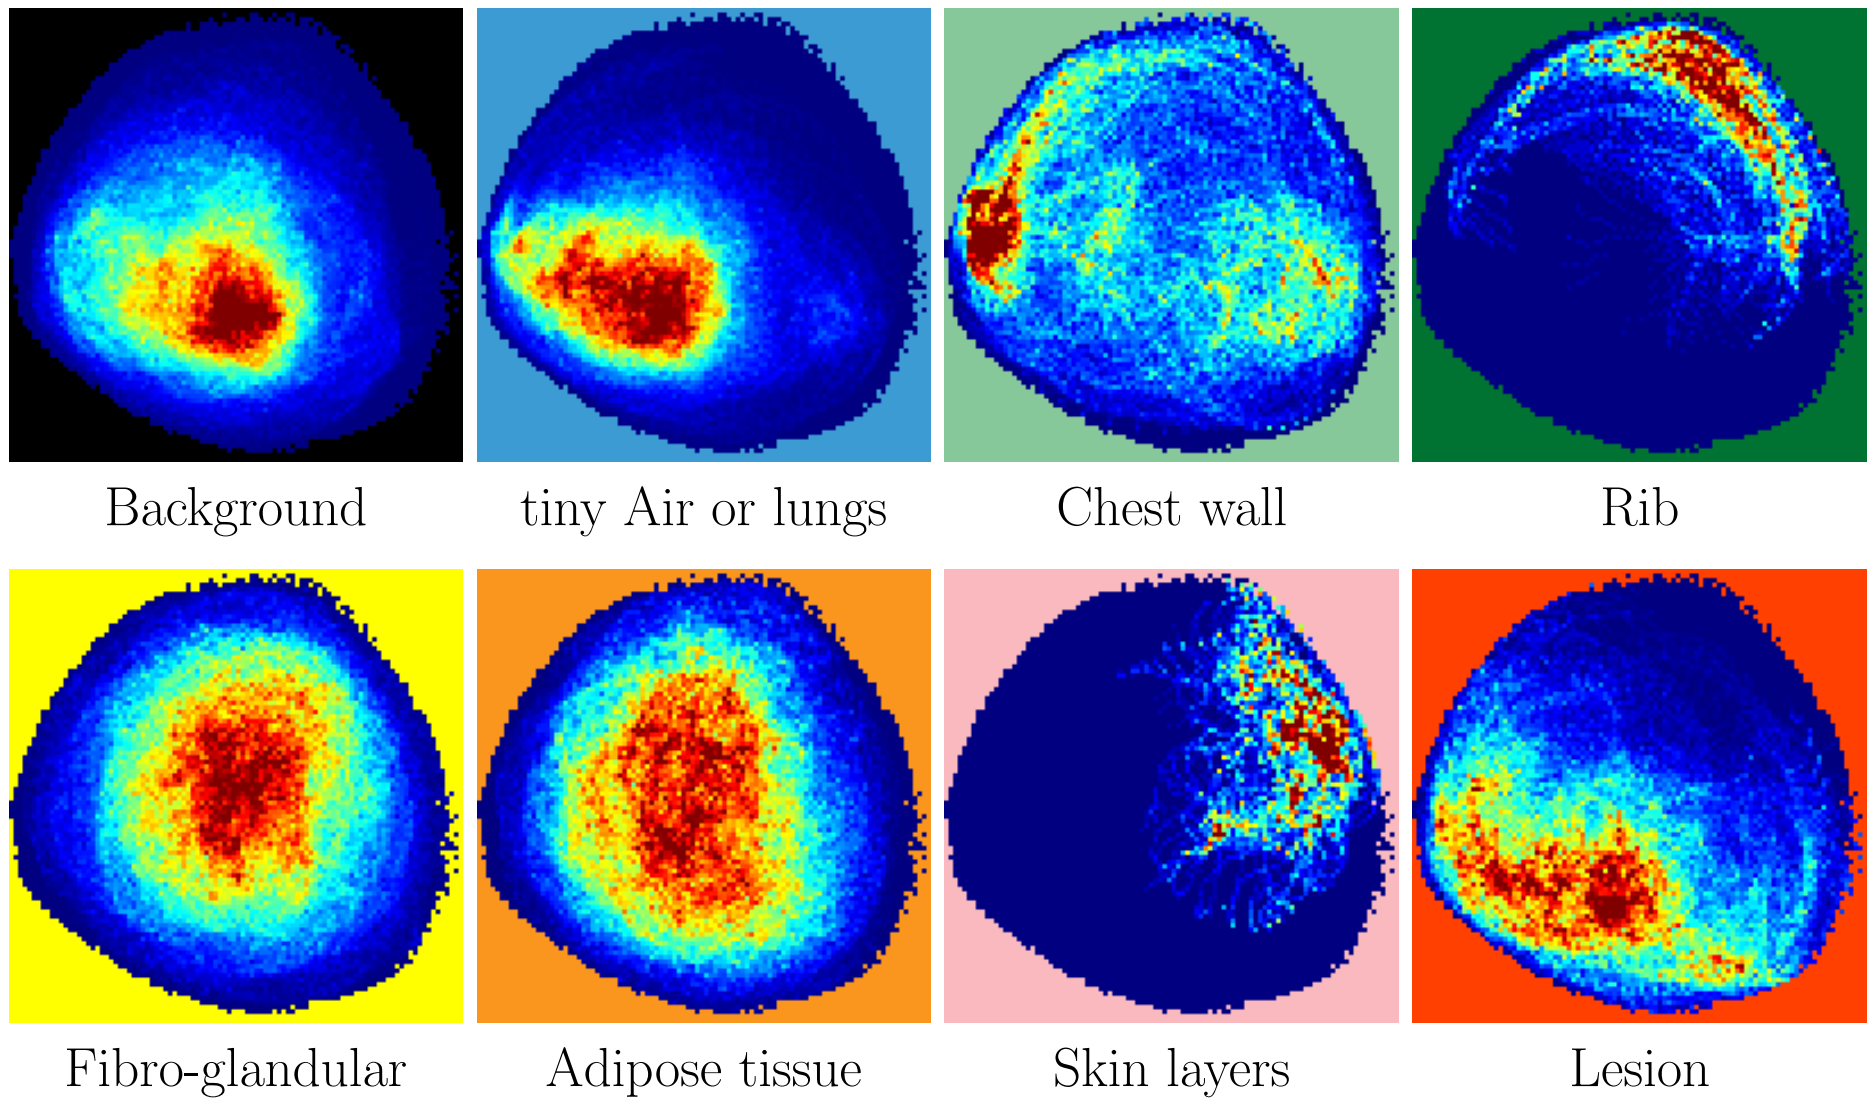 Background
tiny Air or lungs
Chest wall
Rib
Fibro-glandular
Adipose tissue
Skin layers
Lesion